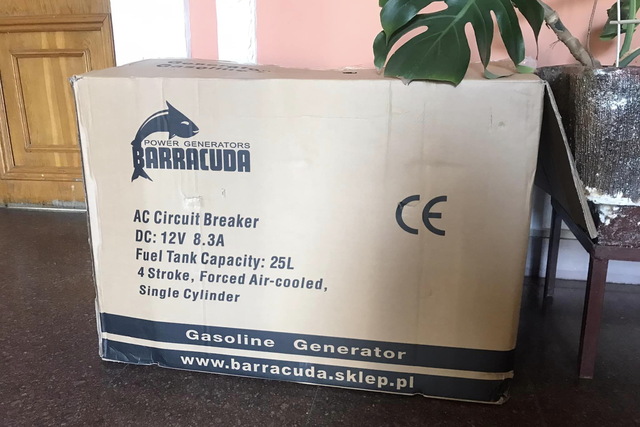 Gasoline
POWER GENERATORS
BARRACUDA
AC Circuit Breaker
DC: 12V 8.3A
Fuel Tank Capacity: 25L
4 Stroke, Forced Air-cooled,
Single Cylinder
CE
Gasoline Generator
www.barracuda.sklep.pl